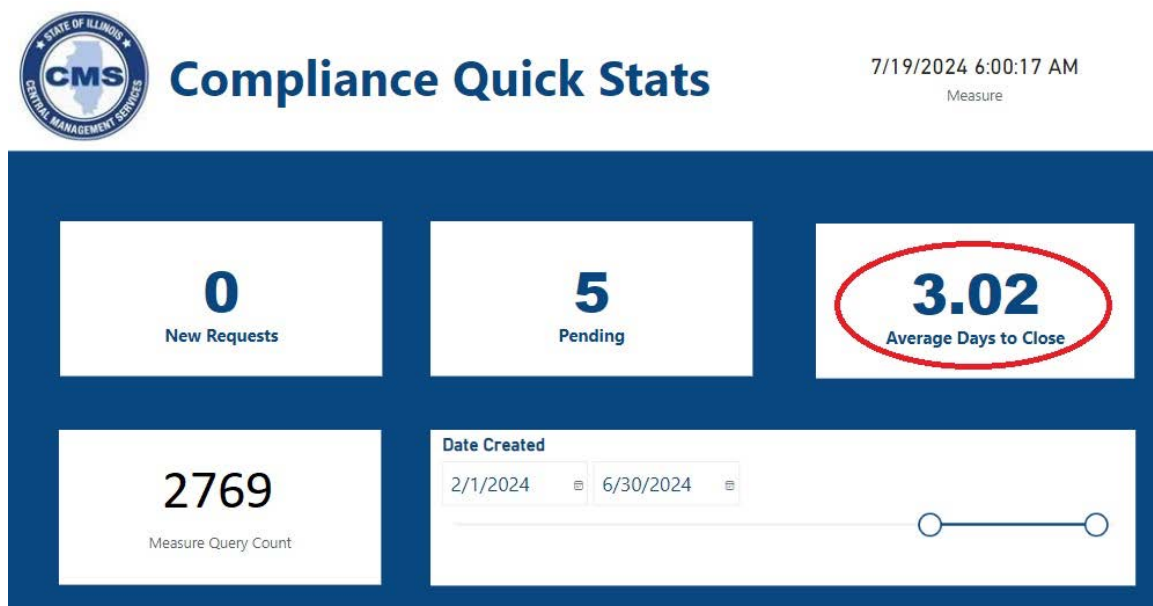 STATE OF ILLINOIS
CMS
CENTRAL MANAGEMENT SERVICES
Compliance Quick Stats
7/19/2024 6:00:17 AM
Measure
0
New Requests
5
Pending
3.02
Average Days to Close
2769
Measure Query Count
Date Created
2/1/2024
6/30/2024